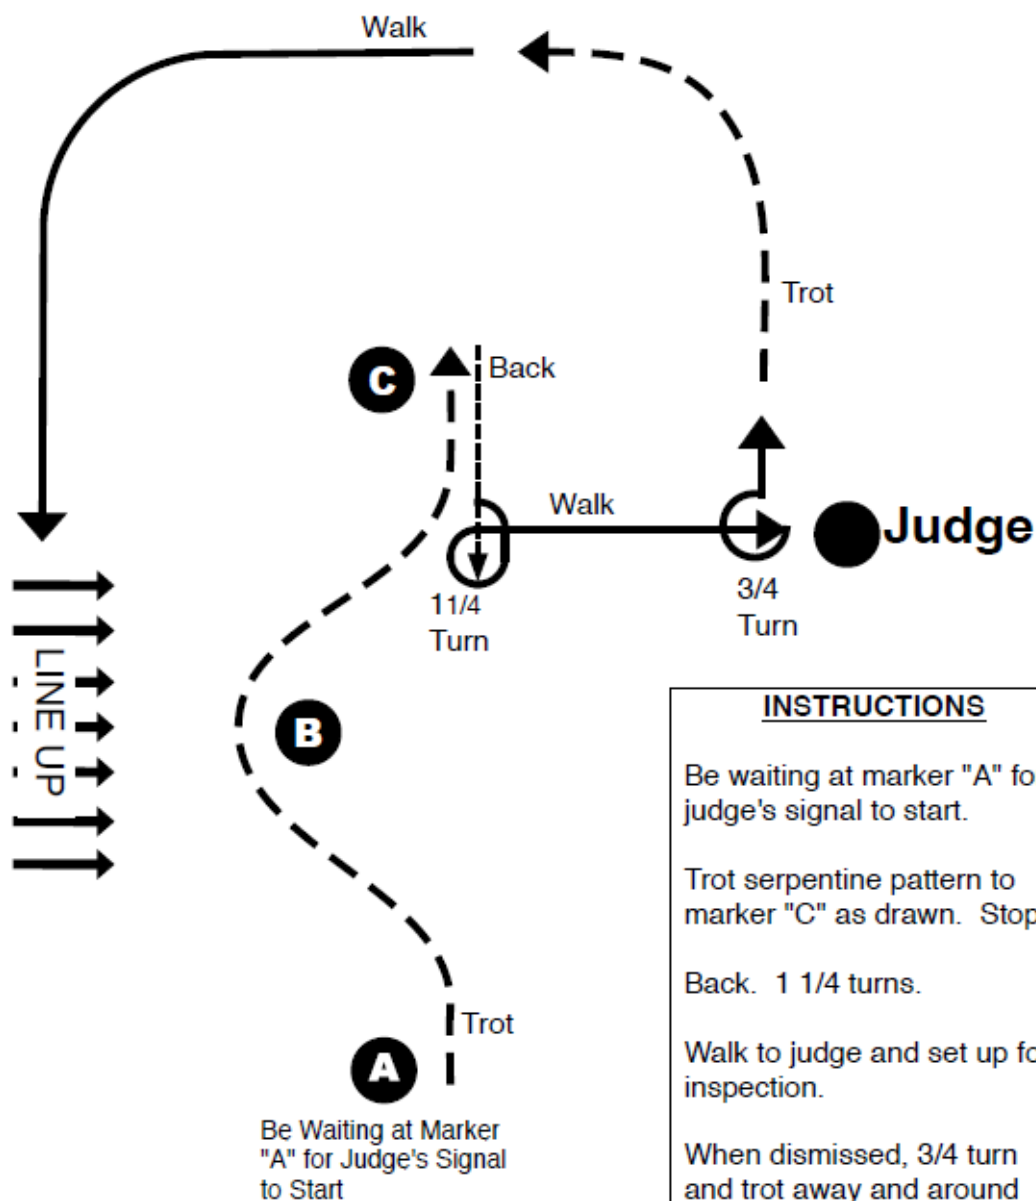 Walk
Trot
C
Back
Walk
Judge
11/4
Turn
3/4
Turn
LINE UP
B
Trot
A
Be Waiting at Marker
"A" for Judge's Signal
to Start
INSTRUCTIONS
Be waiting at marker "A" fo
judge's signal to start.
Trot serpentine pattern to
marker "C" as drawn. Stop
Back. 1 1/4 turns.
Walk to judge and set up fo
inspection.
When dismissed, 3/4 turn
and trot away and around